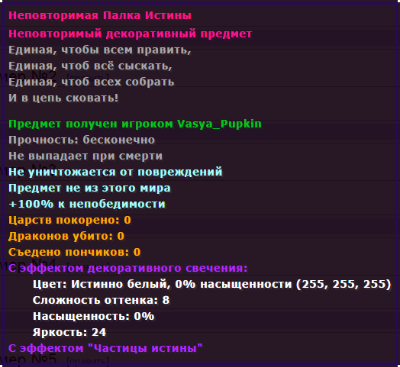 Неповторимая Палка Истины
Неповторимый декоративный предмет
Единая, чтобы всем править,
Единая, чтоб всё сыскать,
Единая, чтоб всех собрать
И в цепь сковать!
Предмет получен игроком Vasya_Pupkin
Прочность: бесконечно
Не выпадает при смерти
Не уничтожается от повреждений
Предмет не из этого мира
+100% к непобедимости
Царств покорено: 0
Драконов убито: 0
Съедено пончиков: 0
С эффектом декоративного свечения:
Цвет: Истинно белый, 0% насыщенности (255, 255, 255)
Сложность оттенка: 8
Насыщенность: 0%
Яркость: 24
С эффектом "Частицы истины"